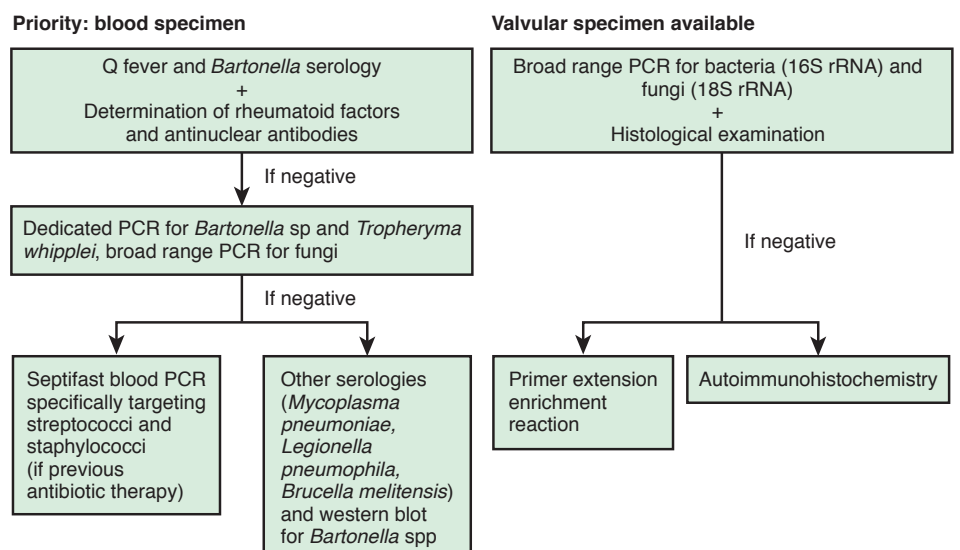 Priority: blood specimen
Q fever and Bartonella serology
+
Determination of rheumatoid factors
and antinuclear antibodies
If negative
Dedicated PCR for Bartonella sp and Tropheryma
whipplei, broad range PCR for fungi
If negative
Septifast blood PCR
specifically targeting
streptococci and
staphylococci
(if previous
antibiotic therapy)
Other serologies
(Mycoplasma
pneumoniae,
Legionella
pneumophila,
Brucella melitensis)
and western blot
for Bartonella spp
Valvular specimen available
Broad range PCR for bacteria (16S rRNA) and
fungi (18S rRNA)
+
Histological examination
If negative
Primer extension
enrichment
reaction
Autoimmunohistochemistry